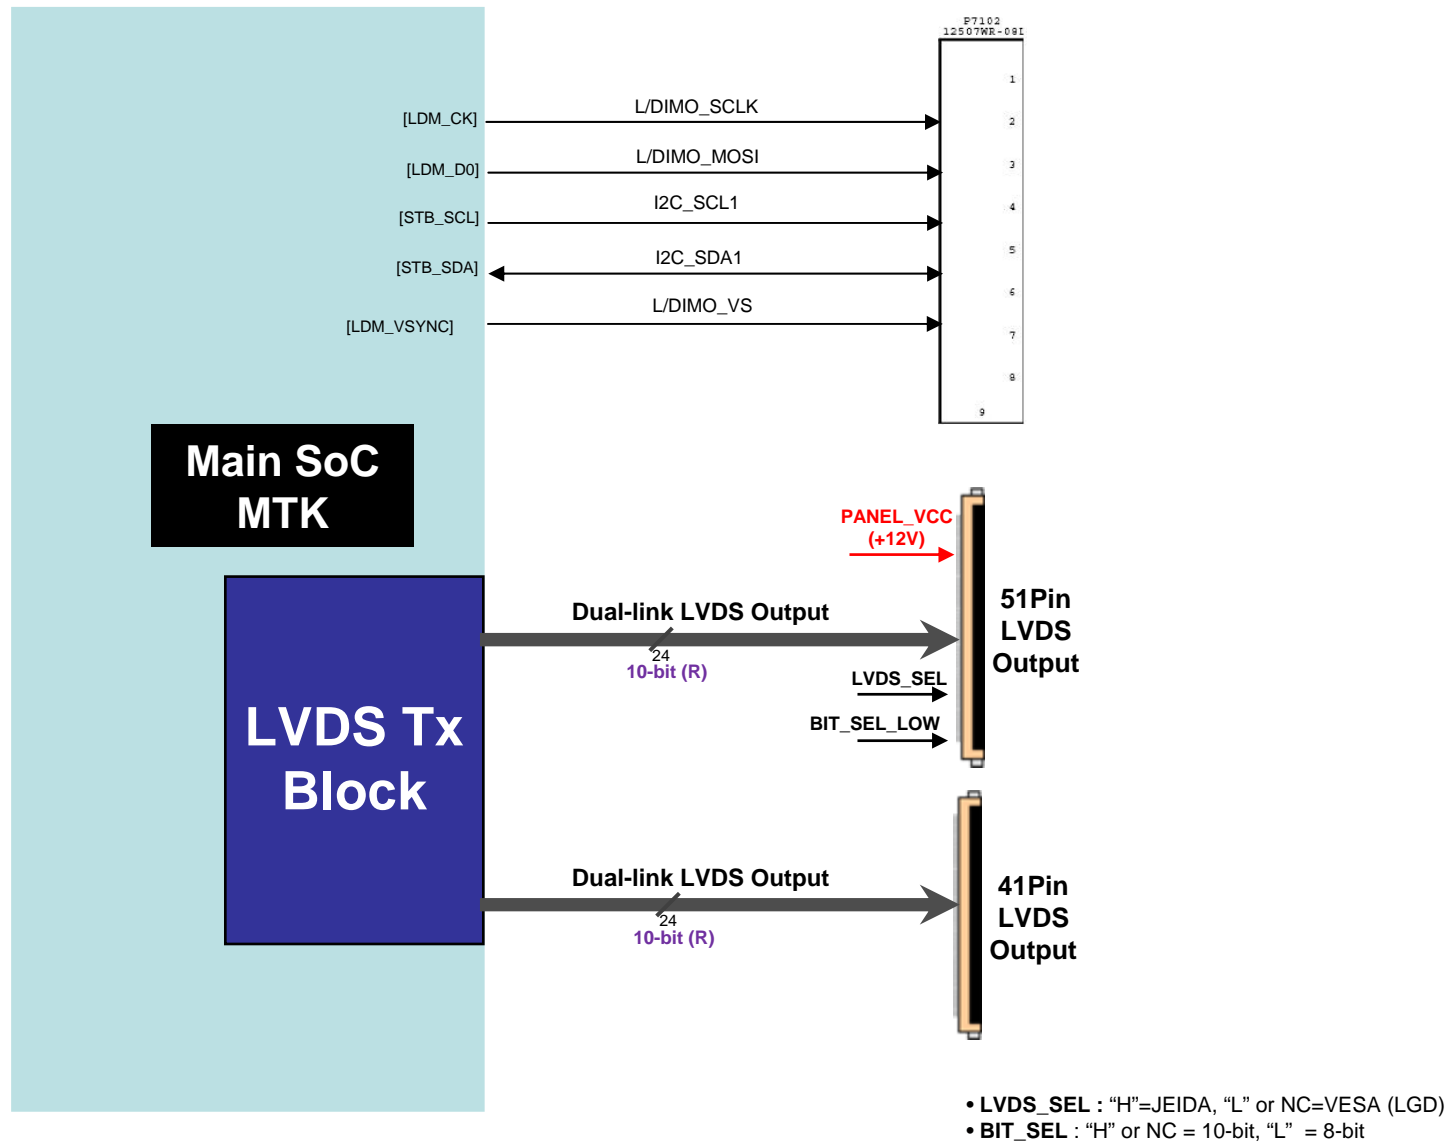 P7102
12507WR-08L
1
[LDM_CK]
L/DIMO_SCLK
2
[LDM_D0]
L/DIMO_MOSI
3
[STB_SCL]
I2C_SCL1
4
[STB_SDA]
I2C_SDA1
5
6
[LDM_VSYNC]
L/DIMO_VS
7
8
9
Main SoC
MTK
PANEL_VCC
(+12V)
Dual-link LVDS Output
24
10-bit (R)
51Pin
LVDS
Output
LVDS_SEL
BIT_SEL_LOW
LVDS Tx
Block
Dual-link LVDS Output
24
10-bit (R)
41Pin
LVDS
Output
• LVDS_SEL : “H”=JEIDA, “L” or NC=VESA (LGD)
• BIT_SEL : “H” or NC = 10-bit, “L” = 8-bit